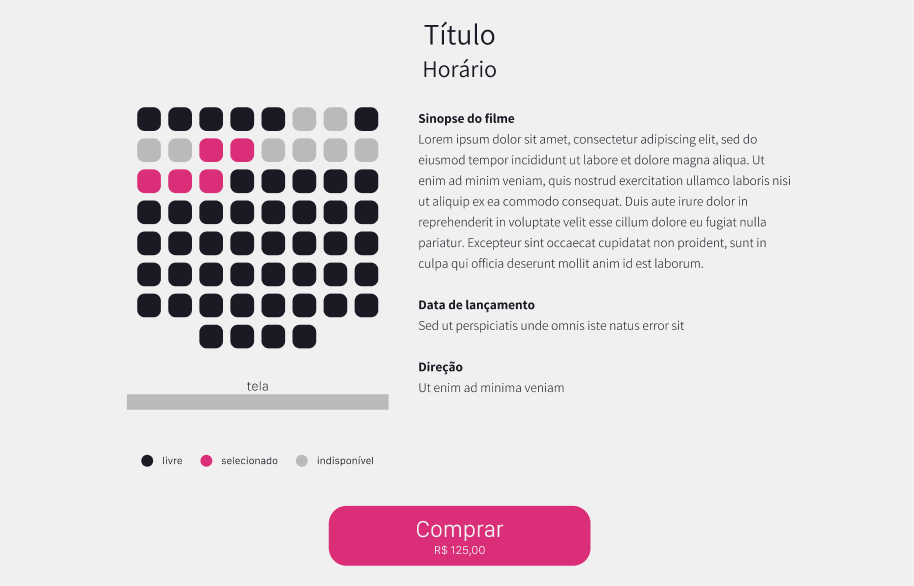 Título
Horário
Sinopse do filme
Lorem ipsum dolor sit amet, consectetur adipiscing elit, sed do
eiusmod tempor incididunt ut labore et dolore magna aliqua. Ut
enim ad minim veniam, quis nostrud exercitation ullamco laboris nisi
ut aliquip ex ea commodo consequat. Duis aute irure dolor in
reprehenderit in voluptate velit esse cillum dolore eu fugiat nulla
pariatur. Excepteur sint occaecat cupidatat non proident, sunt in
culpa qui officia deserunt mollit anim id est laborum.
Data de lançamento
Sed ut perspiciatis unde omnis iste natus error sit
Direção
Ut enim ad minima veniam
tela
livre selecionado indisponível
Comprar
R$ 125,00